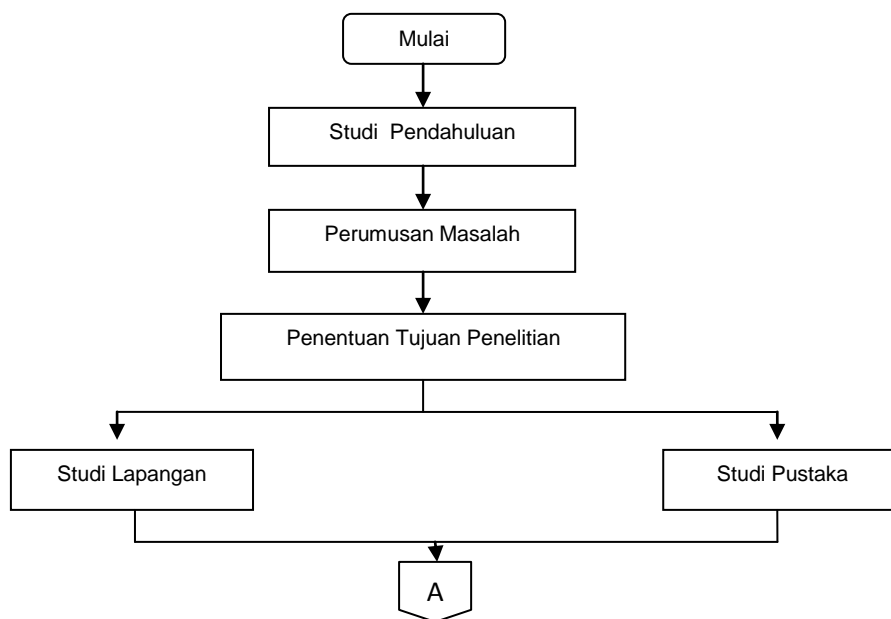 Mulai
Studi Pendahuluan
Perumusan Masalah
Penentuan Tujuan Penelitian
Studi Lapangan
Studi Pustaka
A